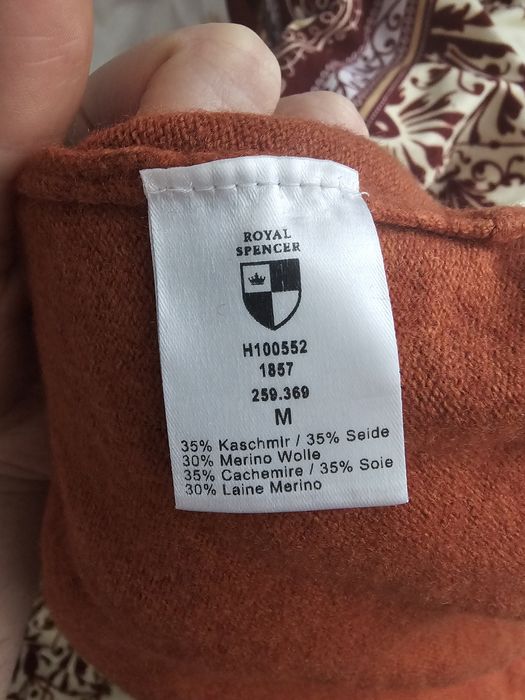 ROYAL
SPENCER
H100552
1857
259.369
M
35% Kaschmir / 35% Seide
30% Merino Wolle
35% Cachemire / 35% Soie
30% Laine Merino